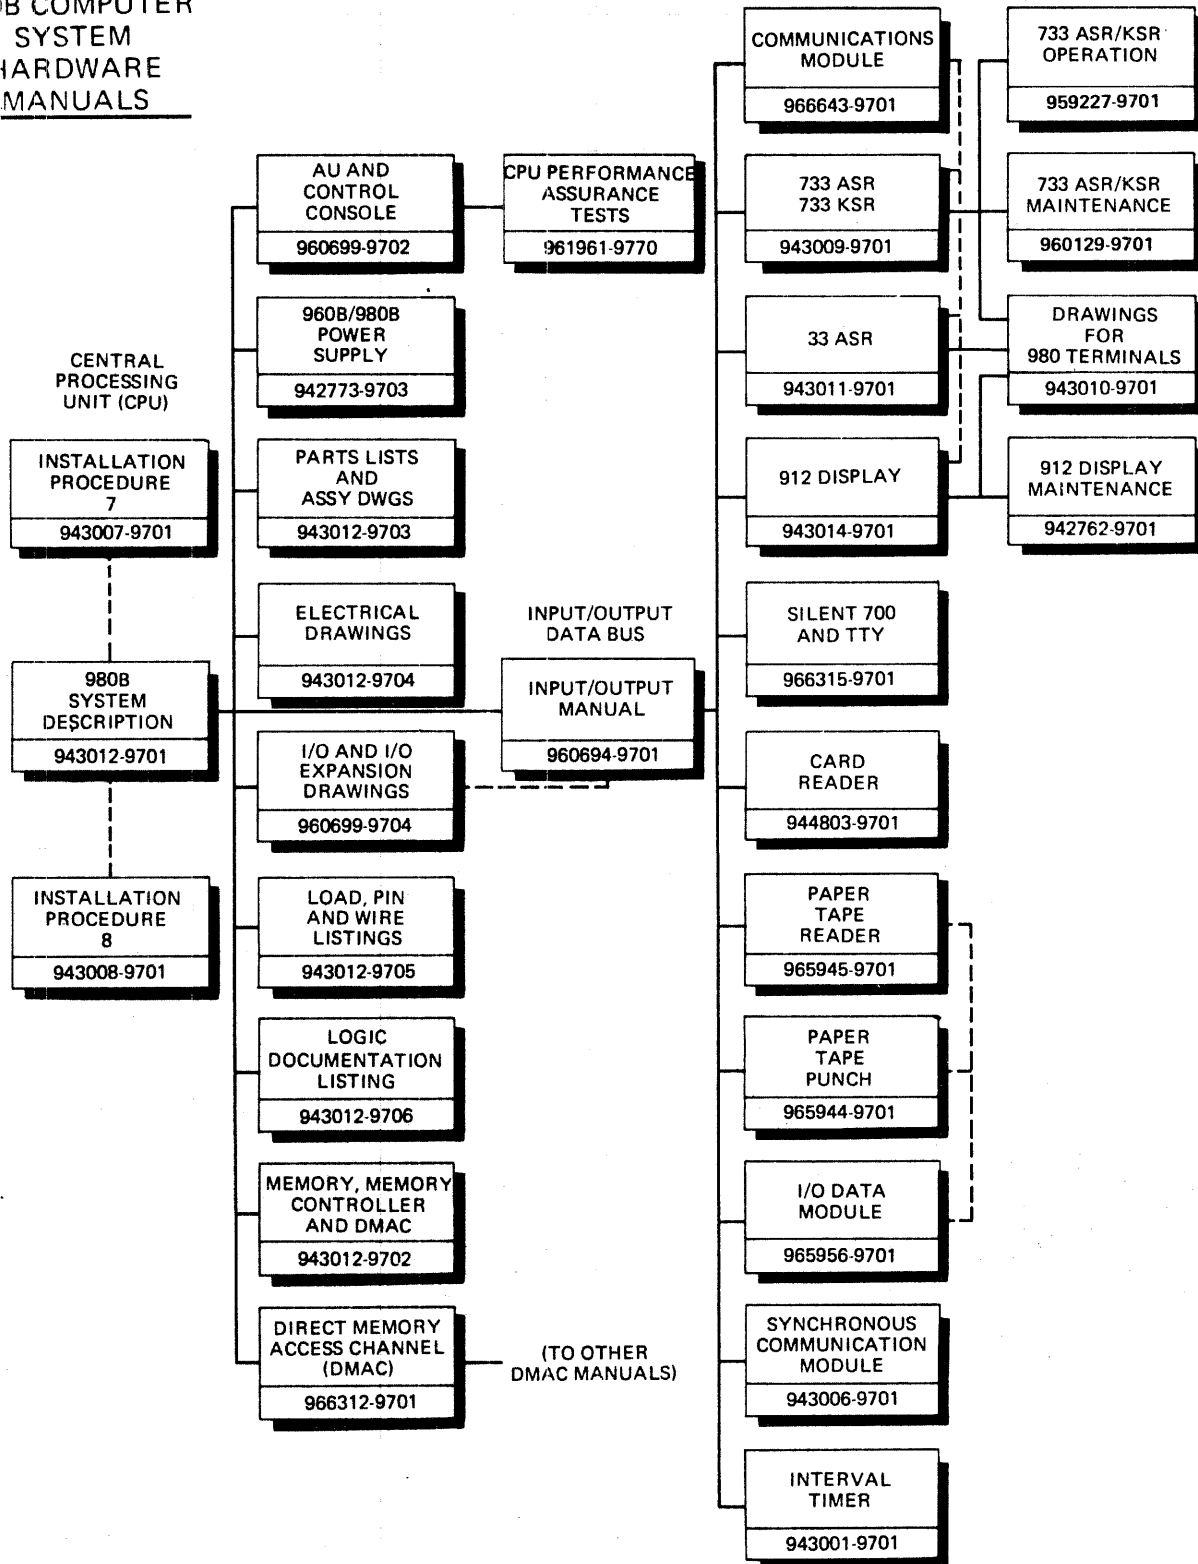 SYSTEM
MANUALS
CENTRAL
PROCESSING
UNIT (CPU)
INSTALLATION
PROCEDURE
7
943007-9701
980B
SYSTEM
DESCRIPTION
943012-9701
INSTALLATION
PROCEDURE
8
943008-9701
AU AND
CONTROL
CONSOLE
960699-9702
960B/980B
POWER
SUPPLY
942773-9703
PARTS LISTS
AND
ASSY DWGS
943012-9703
ELECTRICAL
DRAWINGS
943012-9704
I/O AND I/O
EXPANSION
DRAWINGS
960699-9704
LOAD, PIN
AND WIRE
LISTINGS
943012-9705
LOGIC
DOCUMENTATION
LISTING
943012-9706
MEMORY, MEMORY
CONTROLLER
AND DMAC
943012-9702
DIRECT MEMORY
ACCESS CHANNEL
(DMAC)
966312-9701
CPU PERFORMANCE
ASSURANCE
TESTS
961961-9770
INPUT/OUTPUT
DATA BUS
INPUT/OUTPUT
MANUAL
960694-9701
(TO OTHER
DMAC MANUALS)
COMMUNICATIONS
MODULE
966643-9701
733 ASR
733 KSR
943009-9701
33 ASR
943011-9701
912 DISPLAY
943014-9701
SILENT 700
AND TTY
966315-9701
CARD
READER
944803-9701
PAPER
TAPE
READER
965945-9701
PAPER
TAPE
PUNCH
965944-9701
I/O DATA
MODULE
965956-9701
SYNCHRONOUS
COMMUNICATION
MODULE
943006-9701
INTERVAL
TIMER
943001-9701
733 ASR/KSR
OPERATION
959227-9701
733 ASR/KSR
MAINTENANCE
960129-9701
DRAWINGS
FOR
980 TERMINALS
943010-9701
912 DISPLAY
MAINTENANCE
942762-9701